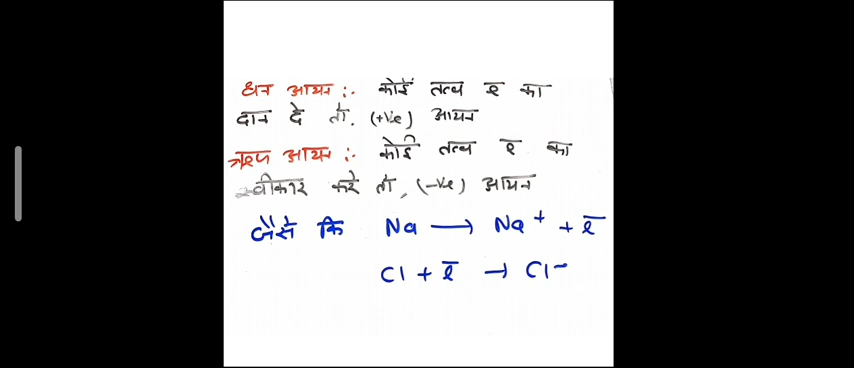 धन आयन :- कोई तत्व e̅ का
दान दे तो, (+ve) आयन
ऋण आयन :- कोई तत्व e̅ का
स्वीकार करे तो, (-ve) आयन
जैसे कि Na → Na⁺ + e̅
Cl + e̅ → Cl⁻